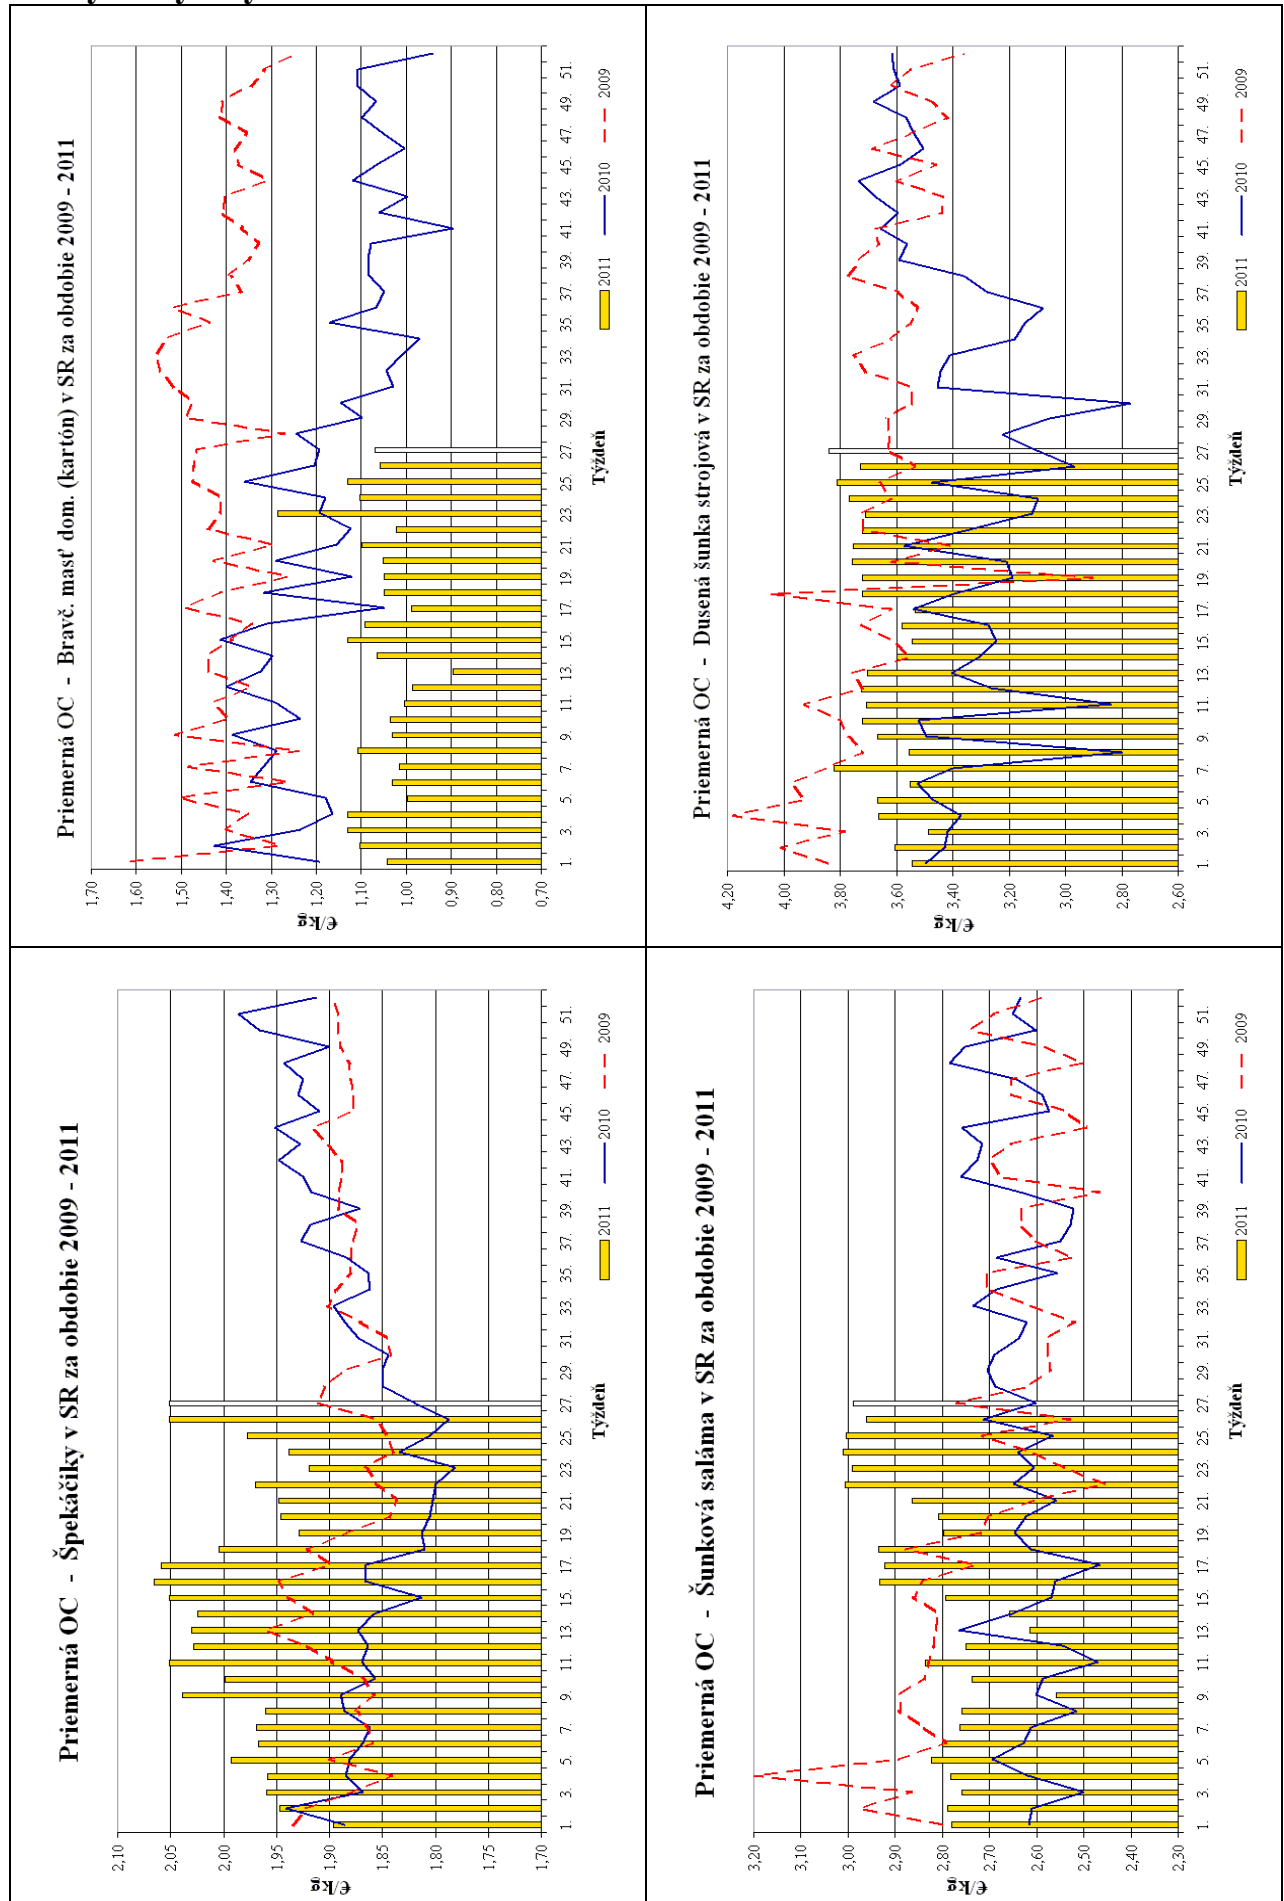 Priemerná OC - Špekáčiky v SR za obdobie 2009 - 2011
2,10
2,05
2,00
1,95
1,90
1,85
1,80
1,75
1,70
€/kg
1. 3. 5. 7. 9. 11. 13. 15. 17. 19. 21. 23. 25. 27. 29. 31. 33. 35. 37. 39. 41. 43. 45. 47. 49. 51.
Týždeň
2011 2010 2009
Priemerná OC - Bravč. masť dom. (kartón) v SR za obdobie 2009 - 2011
1,70
1,60
1,50
1,40
1,30
1,20
1,10
1,00
0,90
0,80
0,70
€/kg
1. 3. 5. 7. 9. 11. 13. 15. 17. 19. 21. 23. 25. 27. 29. 31. 33. 35. 37. 39. 41. 43. 45. 47. 49. 51.
Týždeň
2011 2010 2009
Priemerná OC - Šunková saláma v SR za obdobie 2009 - 2011
3,20
3,10
3,00
2,90
2,80
2,70
2,60
2,50
2,40
2,30
€/kg
1. 3. 5. 7. 9. 11. 13. 15. 17. 19. 21. 23. 25. 27. 29. 31. 33. 35. 37. 39. 41. 43. 45. 47. 49. 51.
Týždeň
2011 2010 2009
Priemerná OC - Dusená šunka strojová v SR za obdobie 2009 - 2011
4,20
4,00
3,80
3,60
3,40
3,20
3,00
2,80
2,60
€/kg
1. 3. 5. 7. 9. 11. 13. 15. 17. 19. 21. 23. 25. 27. 29. 31. 33. 35. 37. 39. 41. 43. 45. 47. 49. 51.
Týždeň
2011 2010 2009